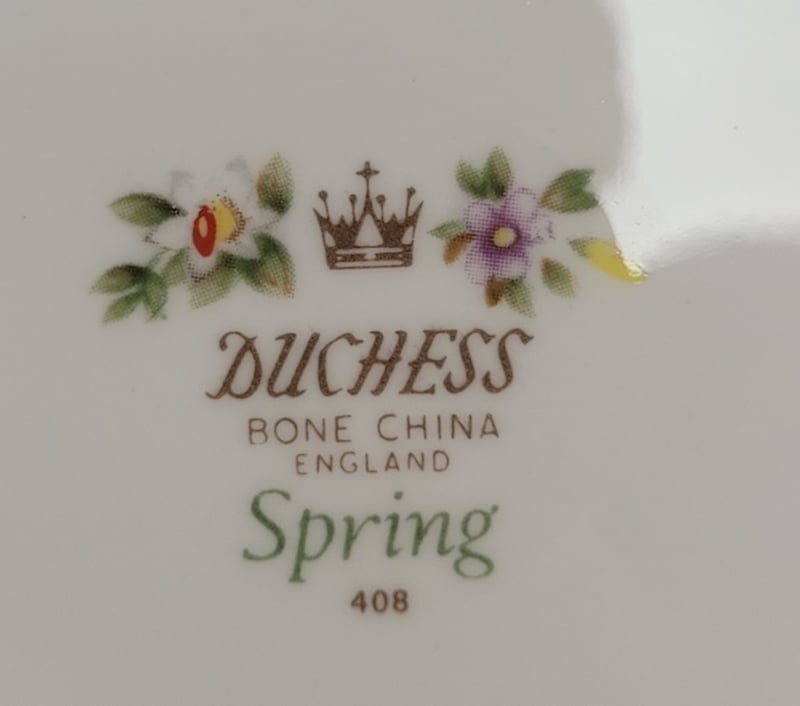 DUCHESS
BONE CHINA
ENGLAND
Spring
408